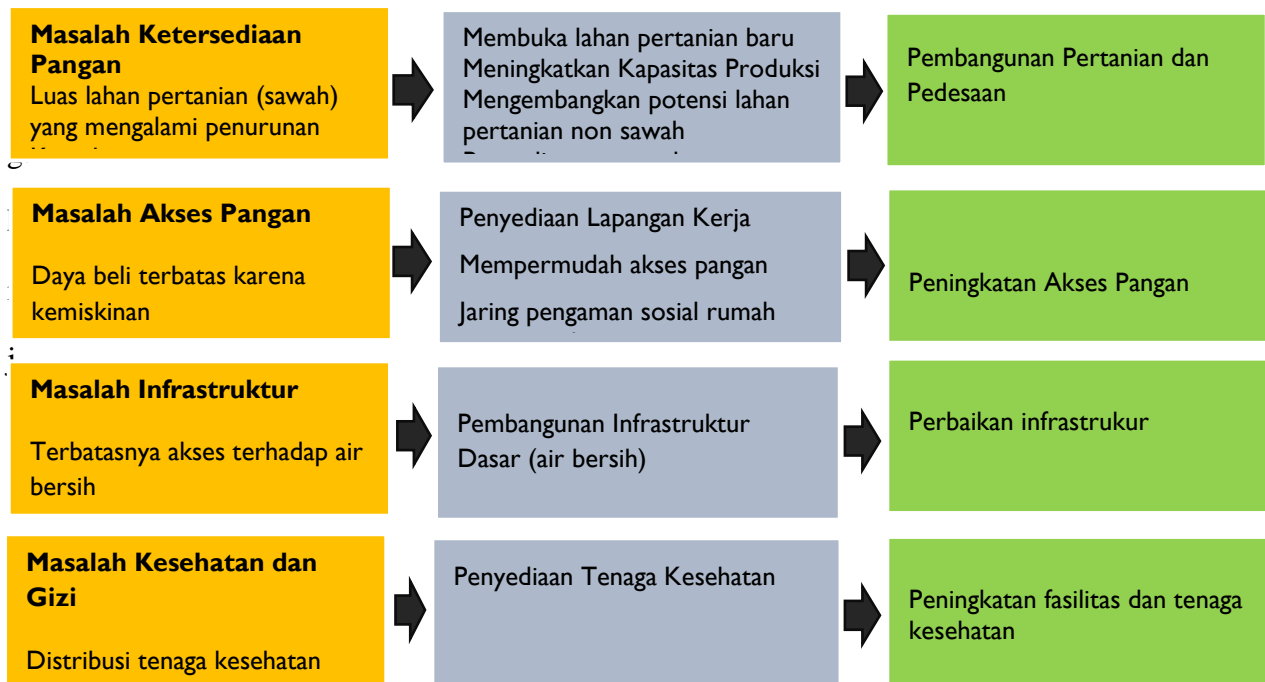 Masalah Ketersediaan
Pangan
Luas lahan pertanian (sawah)
yang mengalami penurunan
Membuka lahan pertanian baru
Meningkatkan Kapasitas Produksi
Mengembangkan potensi lahan
pertanian non sawah
Pembangunan Pertanian dan
Pedesaan
Masalah Akses Pangan
Daya beli terbatas karena
kemiskinan
Penyediaan Lapangan Kerja
Mempermudah akses pangan
Jaring pengaman sosial rumah
Peningkatan Akses Pangan
Masalah Infrastruktur
Terbatasnya akses terhadap air
bersih
Pembangunan Infrastruktur
Dasar (air bersih)
Perbaikan infrastrukur
Masalah Kesehatan dan
Gizi
Distribusi tenaga kesehatan
Penyediaan Tenaga Kesehatan
Peningkatan fasilitas dan tenaga
kesehatan